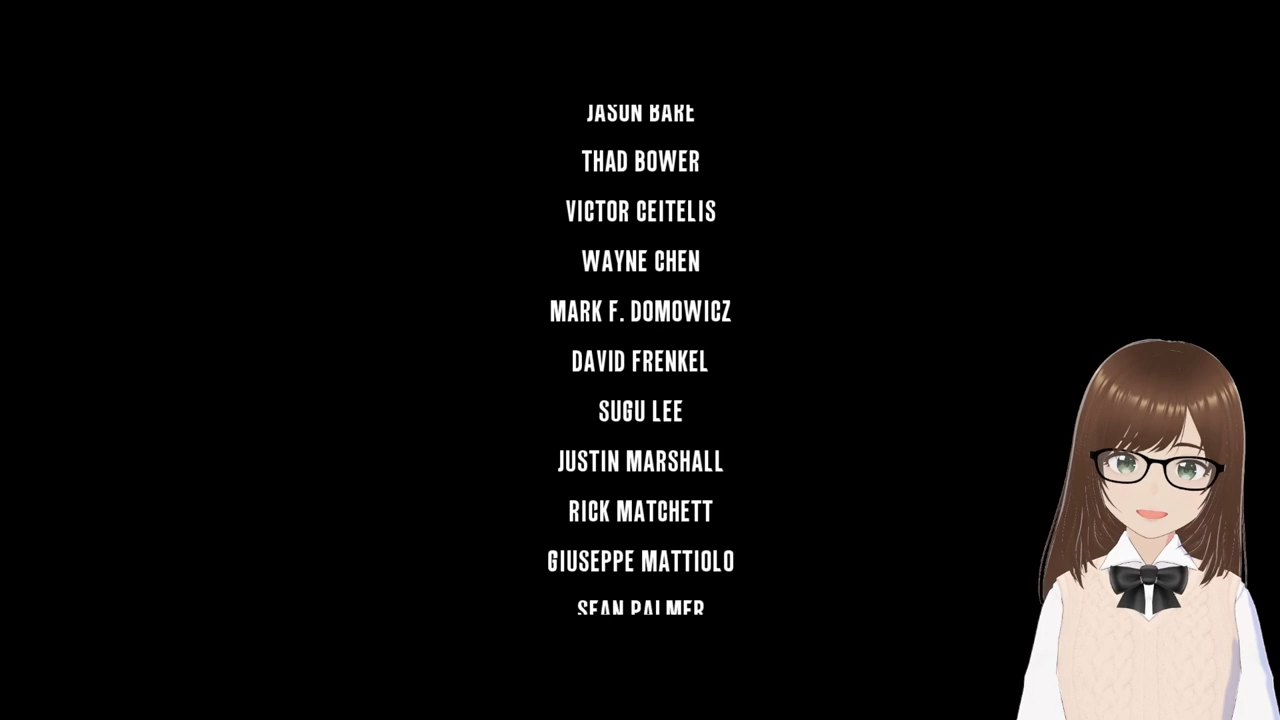 JASON BARE
THAD BOWER
VICTOR CEITELIS
WAYNE CHEN
MARK F. DOMOWICZ
DAVID FRENKEL
SUGU LEE
JUSTIN MARSHALL
RICK MATCHETT
GIUSEPPE MATTIOLO
SEAN PALMER